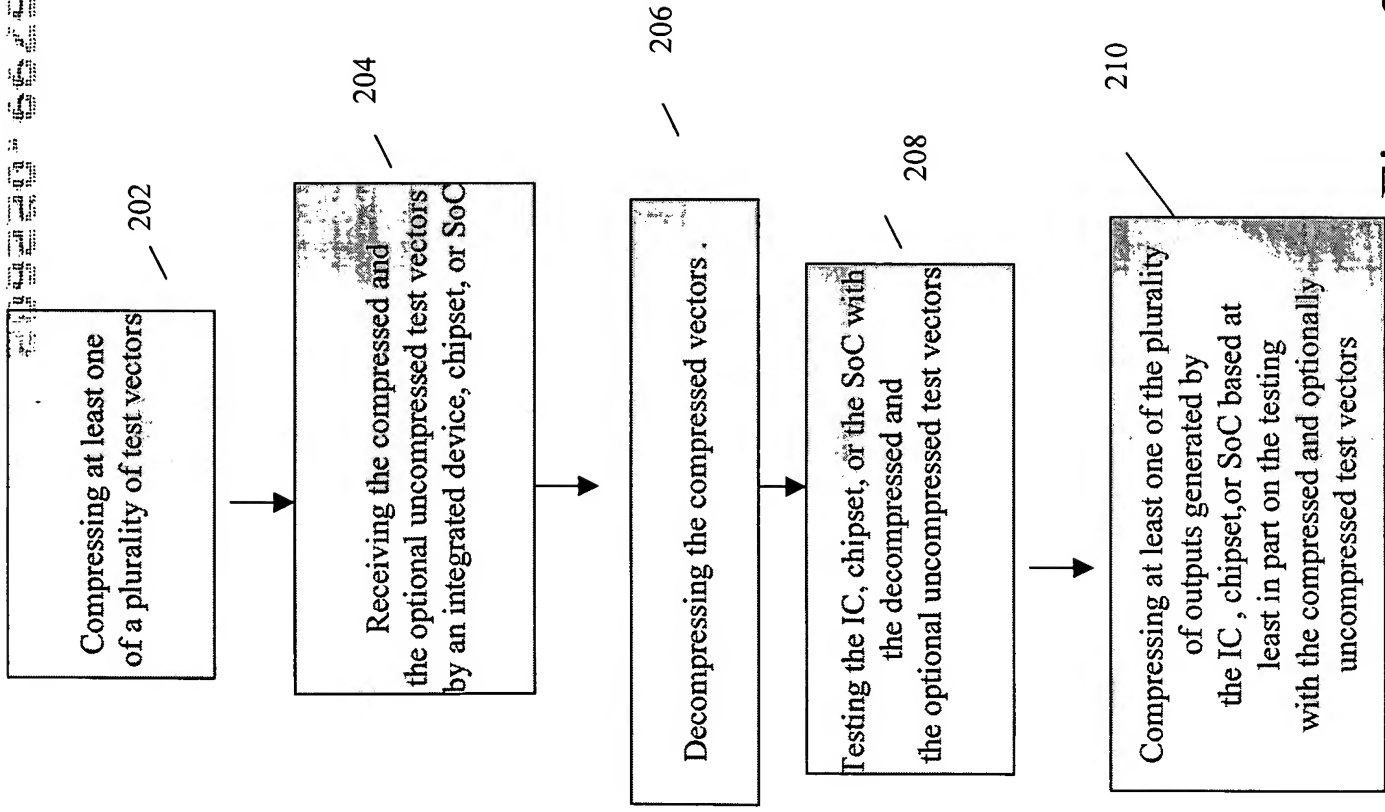 Compressing at least one
of a plurality of test vectors
202
Receiving the compressed and
the optional uncompressed test vectors
by an integrated device, chipset, or SoC
204
Decompressing the compressed vectors .
206
Testing the IC, chipset, or the SoC with
the decompressed and
the optional uncompressed test vectors
208
Compressing at least one of the plurality
of outputs generated by
the IC , chipset,or SoC based at
least in part on the testing
with the compressed and optionally
uncompressed test vectors
210